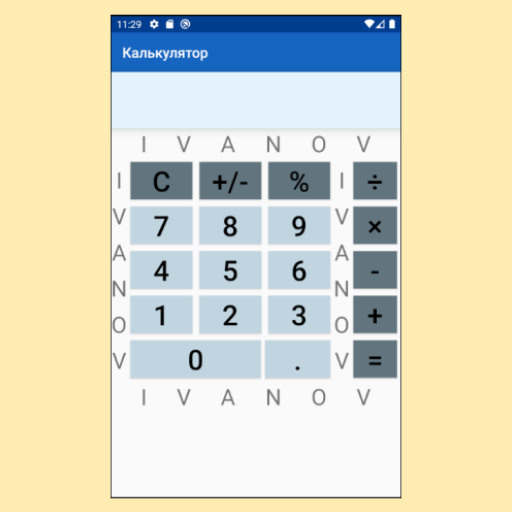 11:29
Калькулятор
I V A N O V
I C +/- % I ÷
V 7 8 9 V ×
A 4 5 6 A -
N 1 2 3 N +
O 0 . O =
V V
I V A N O V